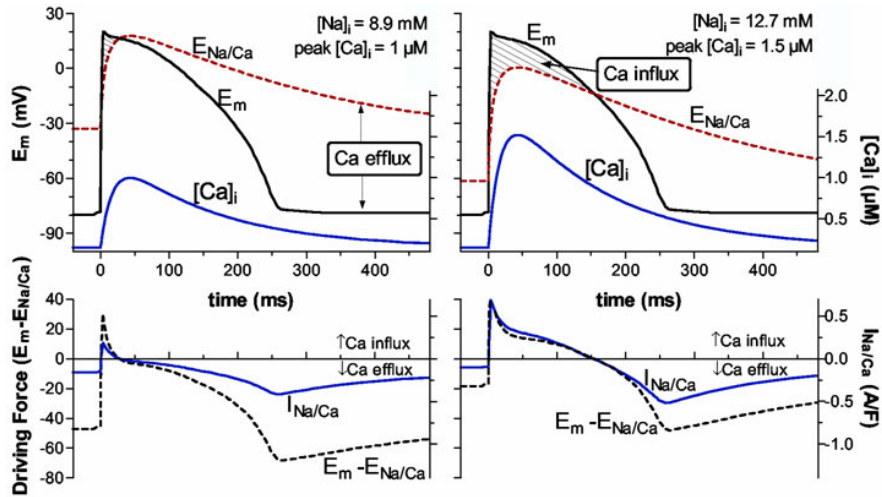 [Na]i = 8.9 mM
peak [Ca]i = 1 µM
ENa/Ca
Em
Ca efflux
[Ca]i
Em (mV)
30
0
-30
-60
-90
0
100
200
300
400
time (ms)
[Na]i = 12.7 mM
peak [Ca]i = 1.5 µM
Em
Ca influx
ENa/Ca
[Ca]i
2.0
1.5
1.0
0.5
[Ca]i (µM)
0
100
200
300
400
time (ms)
Driving Force (Em-ENa/Ca)
40
20
0
-20
-40
-60
-80
↑Ca influx
↓Ca efflux
INa/Ca
Em -ENa/Ca
↑Ca influx
↓Ca efflux
INa/Ca
Em -ENa/Ca
0.5
0.0
-0.5
-1.0
INa/Ca (A/F)